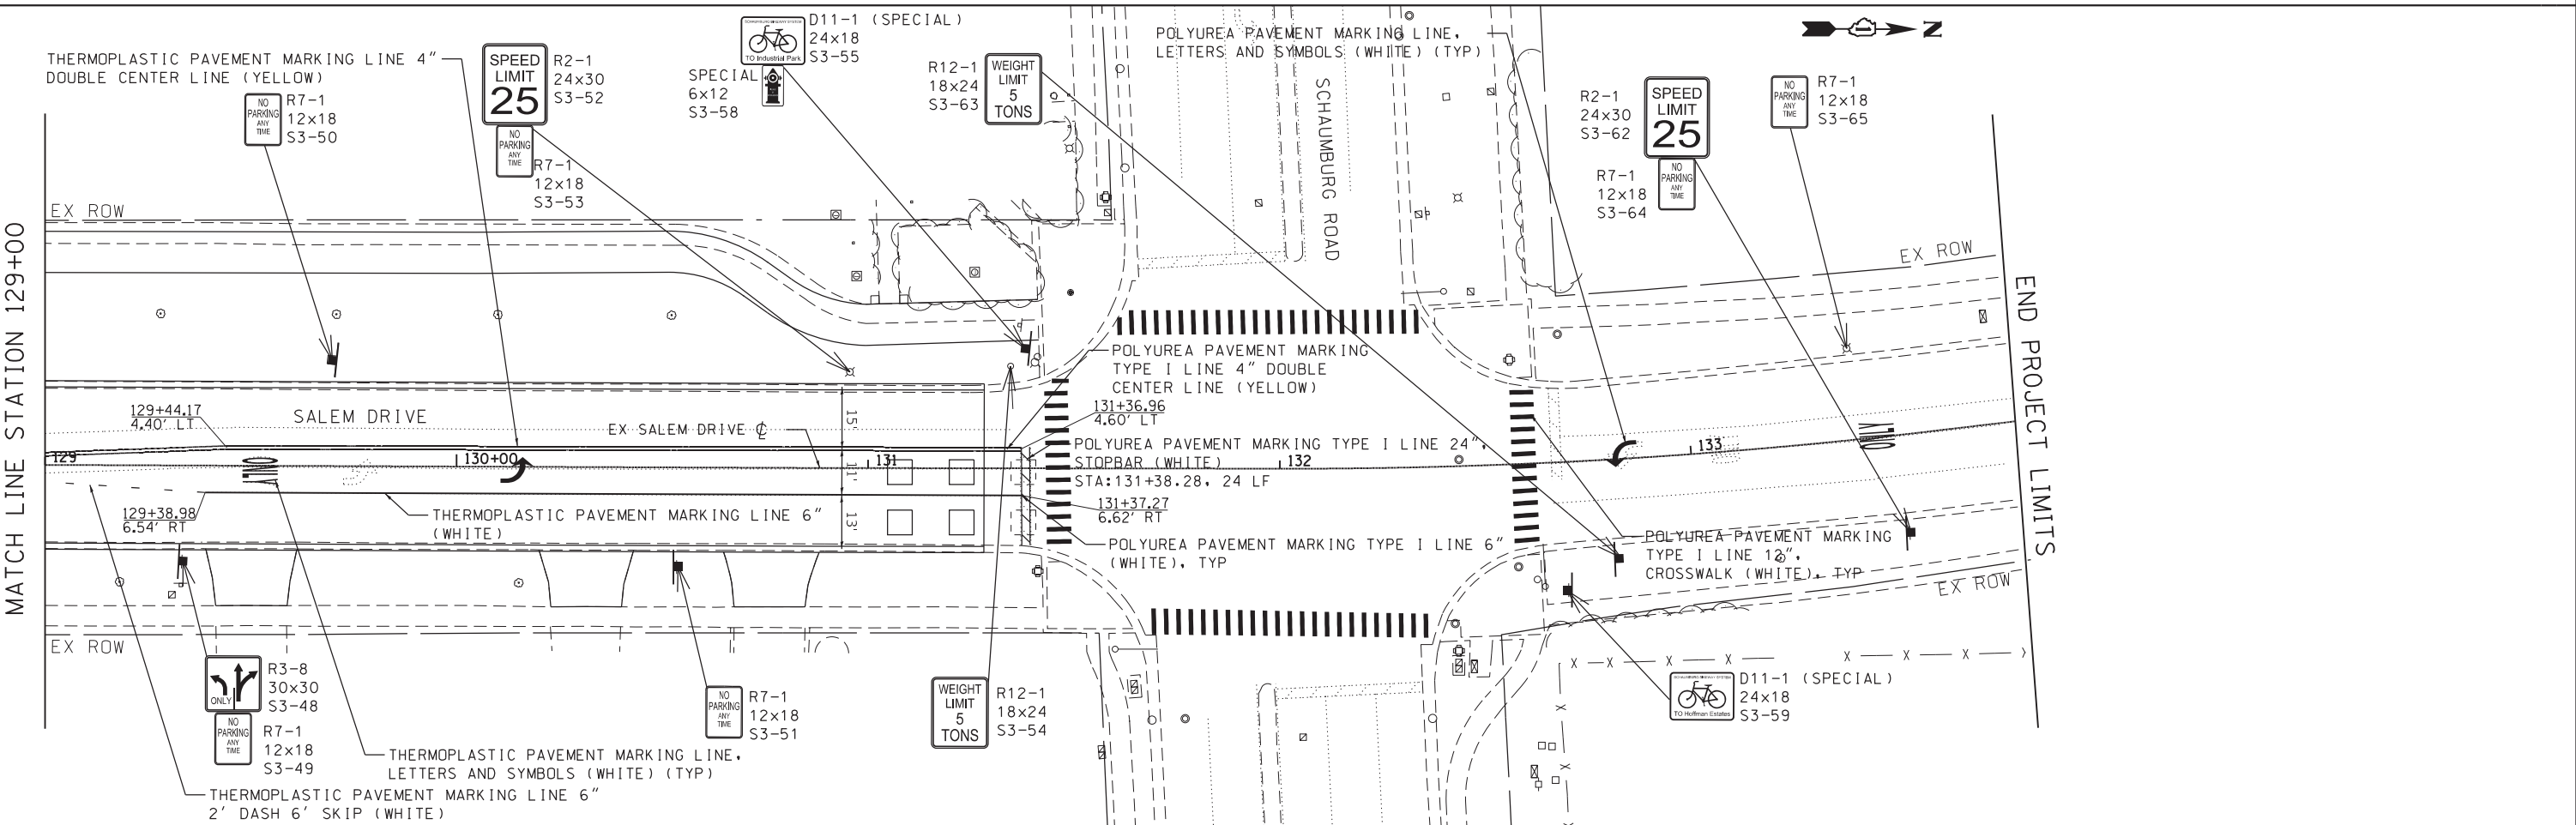 THERMOPLASTIC PAVEMENT MARKING LINE 4"
DOUBLE CENTER LINE (YELLOW)
NO
PARKING
ANY
TIME
R7-1
12x18
S3-50
SPEED
LIMIT
25
R2-1
24x30
S3-52
NO
PARKING
ANY
TIME
R7-1
12x18
S3-53
TO Industrial Park
D11-1 (SPECIAL)
24x18
S3-55
SPECIAL
6x12
S3-58
R12-1
18x24
S3-63
WEIGHT
LIMIT
5
TONS
POLYUREA PAVEMENT MARKING LINE,
LETTERS AND SYMBOLS (WHITE) (TYP)
SCHAUMBURG ROAD
R2-1
24x30
S3-62
SPEED
LIMIT
25
R7-1
12x18
S3-64
NO
PARKING
ANY
TIME
NO
PARKING
ANY
TIME
R7-1
12x18
S3-65
N
MATCH LINE STATION 129+00
EX ROW
EX ROW
END PROJECT LIMITS
129+44.17
4.40' LT
SALEM DRIVE
EX SALEM DRIVE ℄
15'
11'
13'
129
130+00
131
132
133
ONLY
ONLY
POLYUREA PAVEMENT MARKING
TYPE I LINE 4" DOUBLE
CENTER LINE (YELLOW)
131+36.96
4.60' LT
POLYUREA PAVEMENT MARKING TYPE I LINE 24",
STOPBAR (WHITE)
STA:131+38.28, 24 LF
131+37.27
6.62' RT
POLYUREA PAVEMENT MARKING TYPE I LINE 6"
(WHITE), TYP
129+38.98
6.54' RT
THERMOPLASTIC PAVEMENT MARKING LINE 6"
(WHITE)
POLYUREA PAVEMENT MARKING
TYPE I LINE 12",
CROSSWALK (WHITE), TYP
EX ROW
EX ROW
ONLY
R3-8
30x30
S3-48
NO
PARKING
ANY
TIME
R7-1
12x18
S3-49
THERMOPLASTIC PAVEMENT MARKING LINE,
LETTERS AND SYMBOLS (WHITE) (TYP)
THERMOPLASTIC PAVEMENT MARKING LINE 6"
2' DASH 6' SKIP (WHITE)
NO
PARKING
ANY
TIME
R7-1
12x18
S3-51
WEIGHT
LIMIT
5
TONS
R12-1
18x24
S3-54
TO Hoffman Estates
D11-1 (SPECIAL)
24x18
S3-59